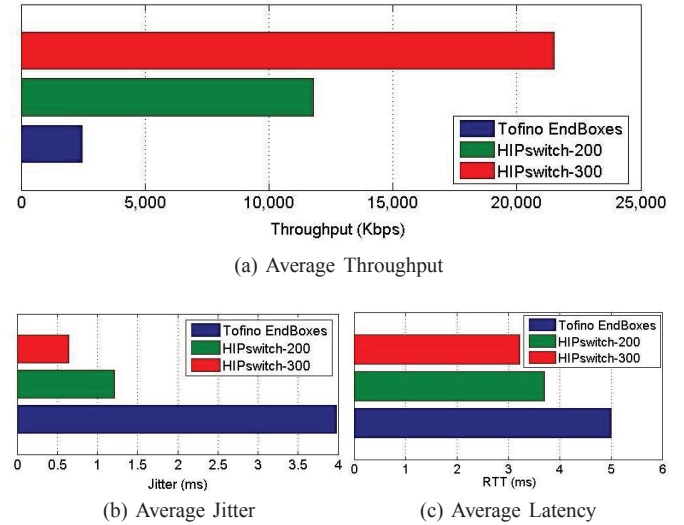 Tofino EndBoxes
HIPswitch-200
HIPswitch-300
0 5,000 10,000 15,000 20,000 25,000
Throughput (Kbps)
(a) Average Throughput
Tofino EndBoxes
HIPswitch-200
HIPswitch-300
0 0.5 1 1.5 2 2.5 3 3.5 4
Jitter (ms)
(b) Average Jitter
Tofino EndBoxes
HIPswitch-200
HIPswitch-300
0 1 2 3 4 5 6
RTT (ms)
(c) Average Latency